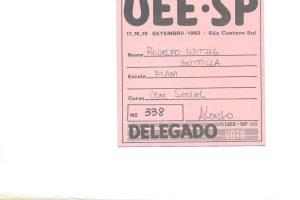 UEE-SP
17,18,19 SETEMBRO-1982 · São Caetano Sul
Nome RODOLFO WITZIG
GUTTILLA
Escola FIAM
Curso COM SOCIAL
Nº 338 Alonso
UEE-SP
DELEGADO VOTO